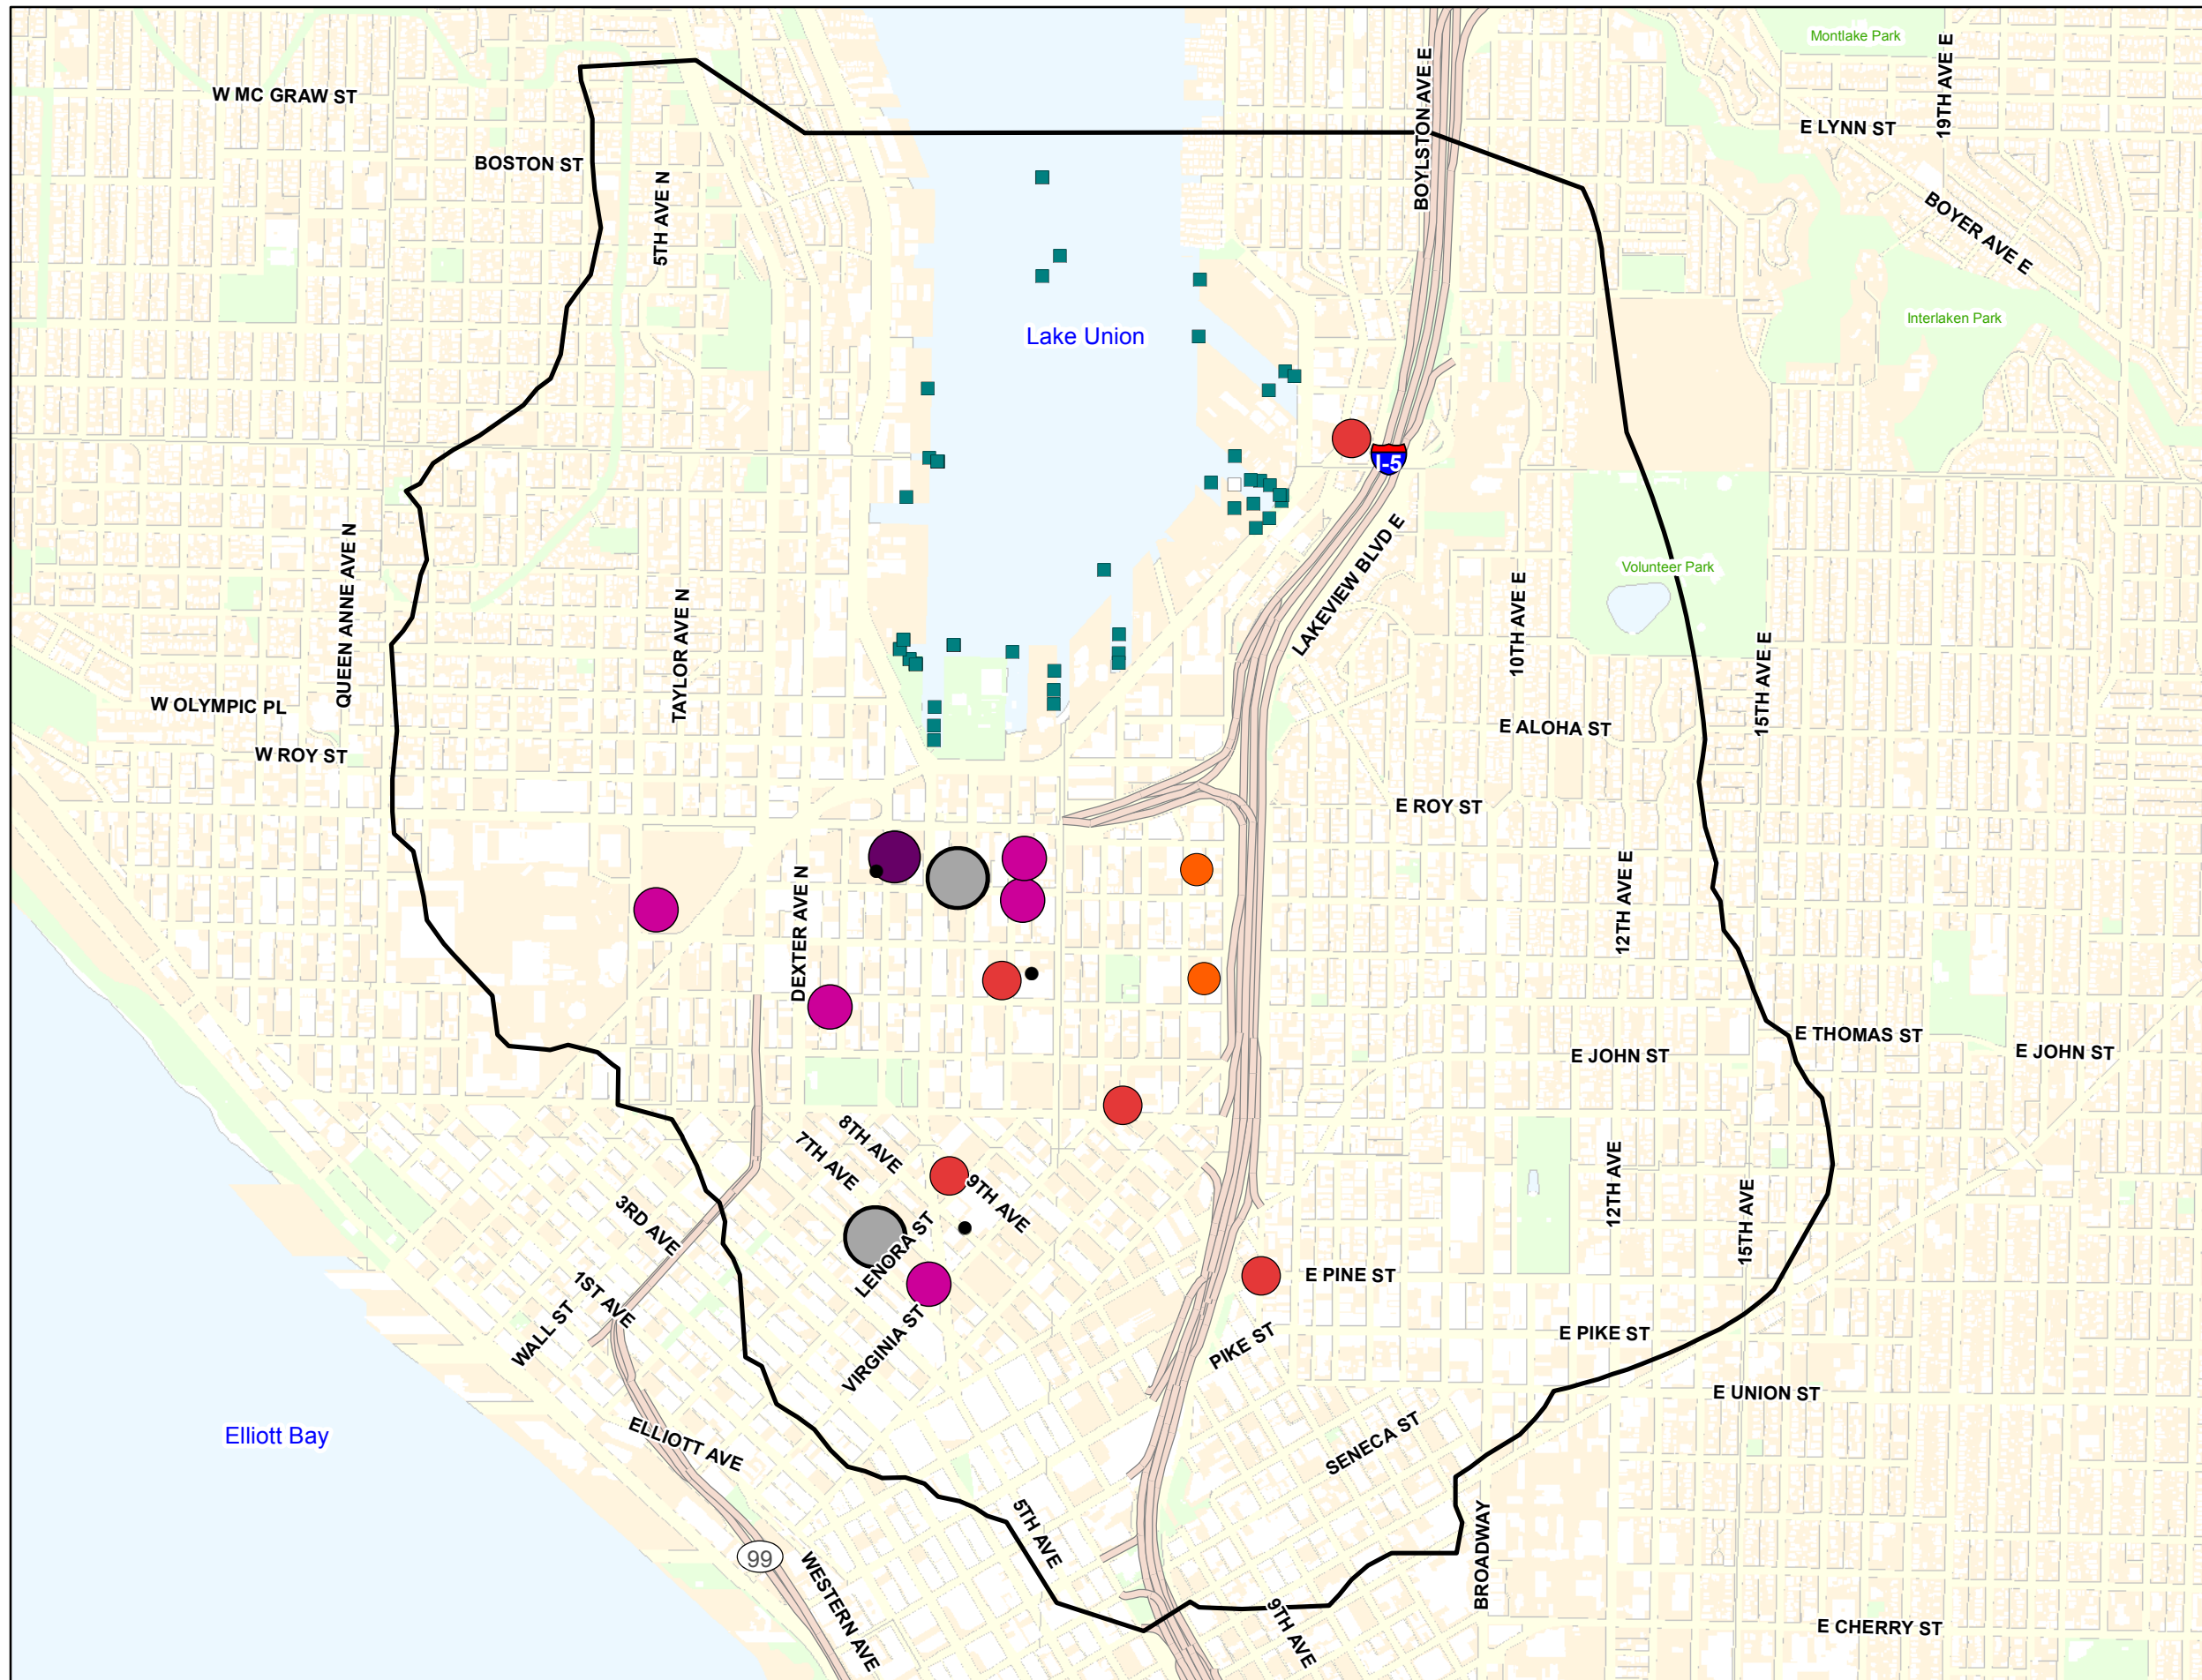 Montlake Park
W MC GRAW ST
BOYLSTON AVE E
19TH AVE E
E LYNN ST
BOSTON ST
5TH AVE N
BOYER AVE E
Lake Union
Interlaken Park
I-5
QUEEN ANNE AVE N
LAKEVIEW BLVD E
Volunteer Park
10TH AVE E
TAYLOR AVE N
15TH AVE E
W OLYMPIC PL
W ROY ST
E ALOHA ST
E ROY ST
DEXTER AVE N
12TH AVE E
E THOMAS ST
E JOHN ST
E JOHN ST
8TH AVE
7TH AVE
9TH AVE
3RD AVE
LENORA ST
12TH AVE
15TH AVE
1ST AVE
WALL ST
VIRGINIA ST
E PINE ST
PIKE ST
E PIKE ST
E UNION ST
Elliott Bay
ELLIOTT AVE
SENECA ST
5TH AVE
99
WESTERN AVE
BROADWAY
9TH AVE
E CHERRY ST